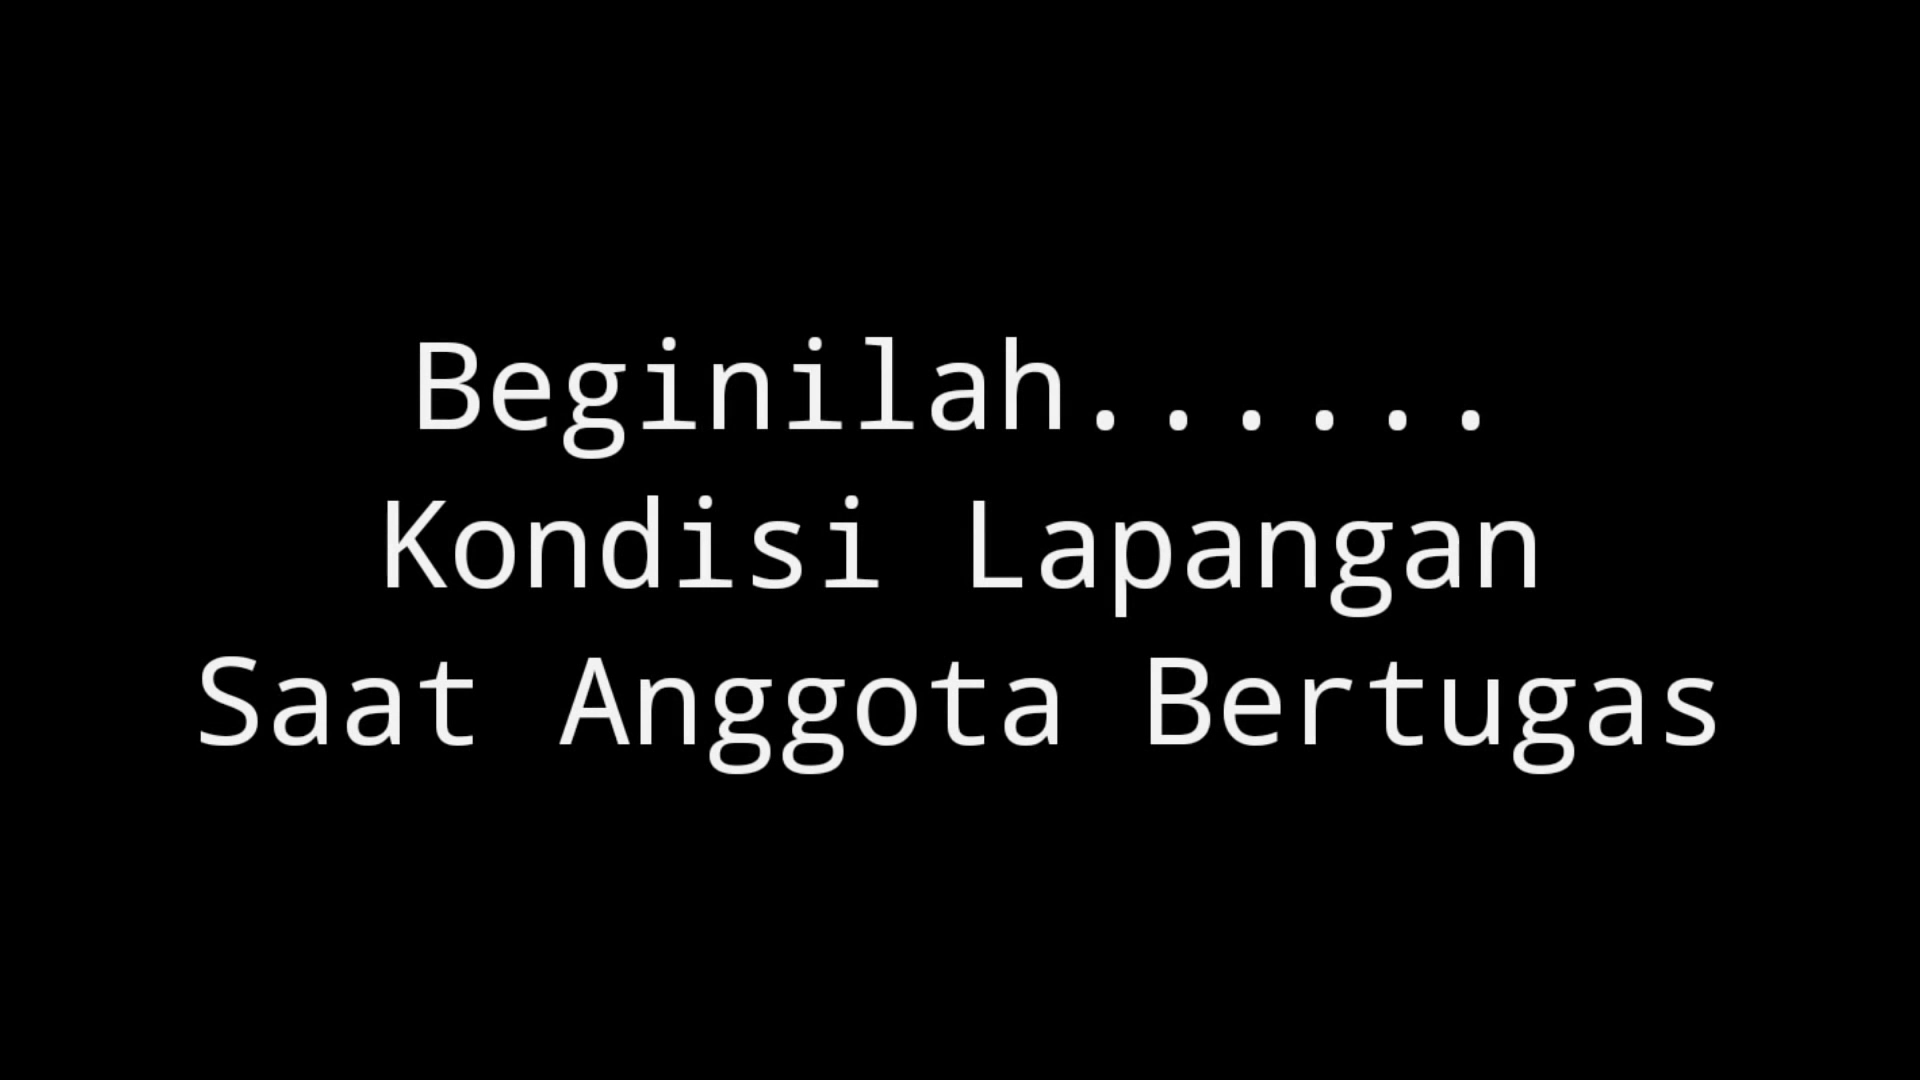 Beginilah......
Kondisi Lapangan
Saat Anggota Bertugas